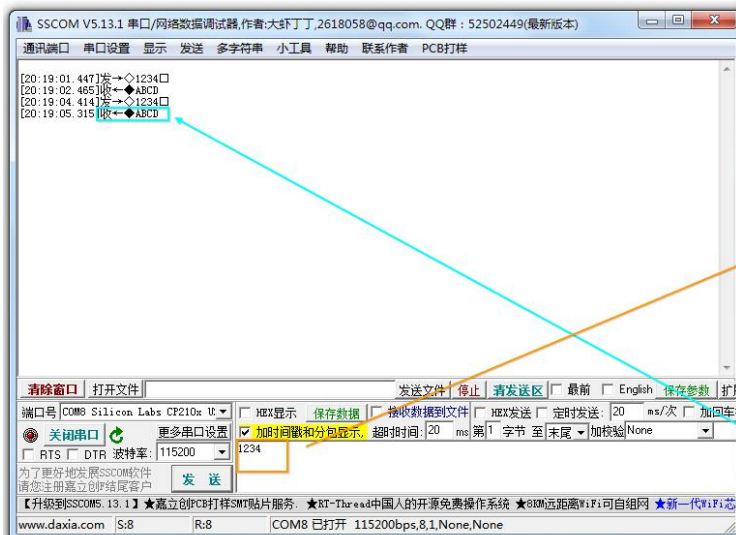 SSCOM V5.13.1 串口/网络数据调试器,作者:大虾丁丁,2618058@qq.com. QQ群：52502449(最新版本)
通讯端口 串口设置 显示 发送 多字符串 小工具 帮助 联系作者 PCB打样
[20:19:01.447]发→◇1234□
[20:19:02.465]收←◆ABCD
[20:19:04.414]发→◇1234□
[20:19:05.315]收←◆ABCD
清除窗口 打开文件 发送文件 停止 清发送区 最前 English 保存参数 扩
端口号 COM8 Silicon Labs CP210x U HEX显示 保存数据 接收数据到文件 HEX发送 定时发送: 20 ms/次 加回车
关闭串口 更多串口设置 加时间戳和分包显示, 超时时间: 20 ms 第1 字节 至 末尾 加校验 None
RTS DTR 波特率: 115200 1234
为了更好地发展SSCOM软件
请您注册嘉立创F结尾客户 发 送
【升级到SSCOM5.13.1】★嘉立创PCB打样SMT贴片服务. ★RT-Thread中国人的开源免费操作系统 ★8KM远距离WiFi可自组网 ★新一代WiFi芯
www.daxia.com S:8 R:8 COM8 已打开 115200bps,8,1,None,None